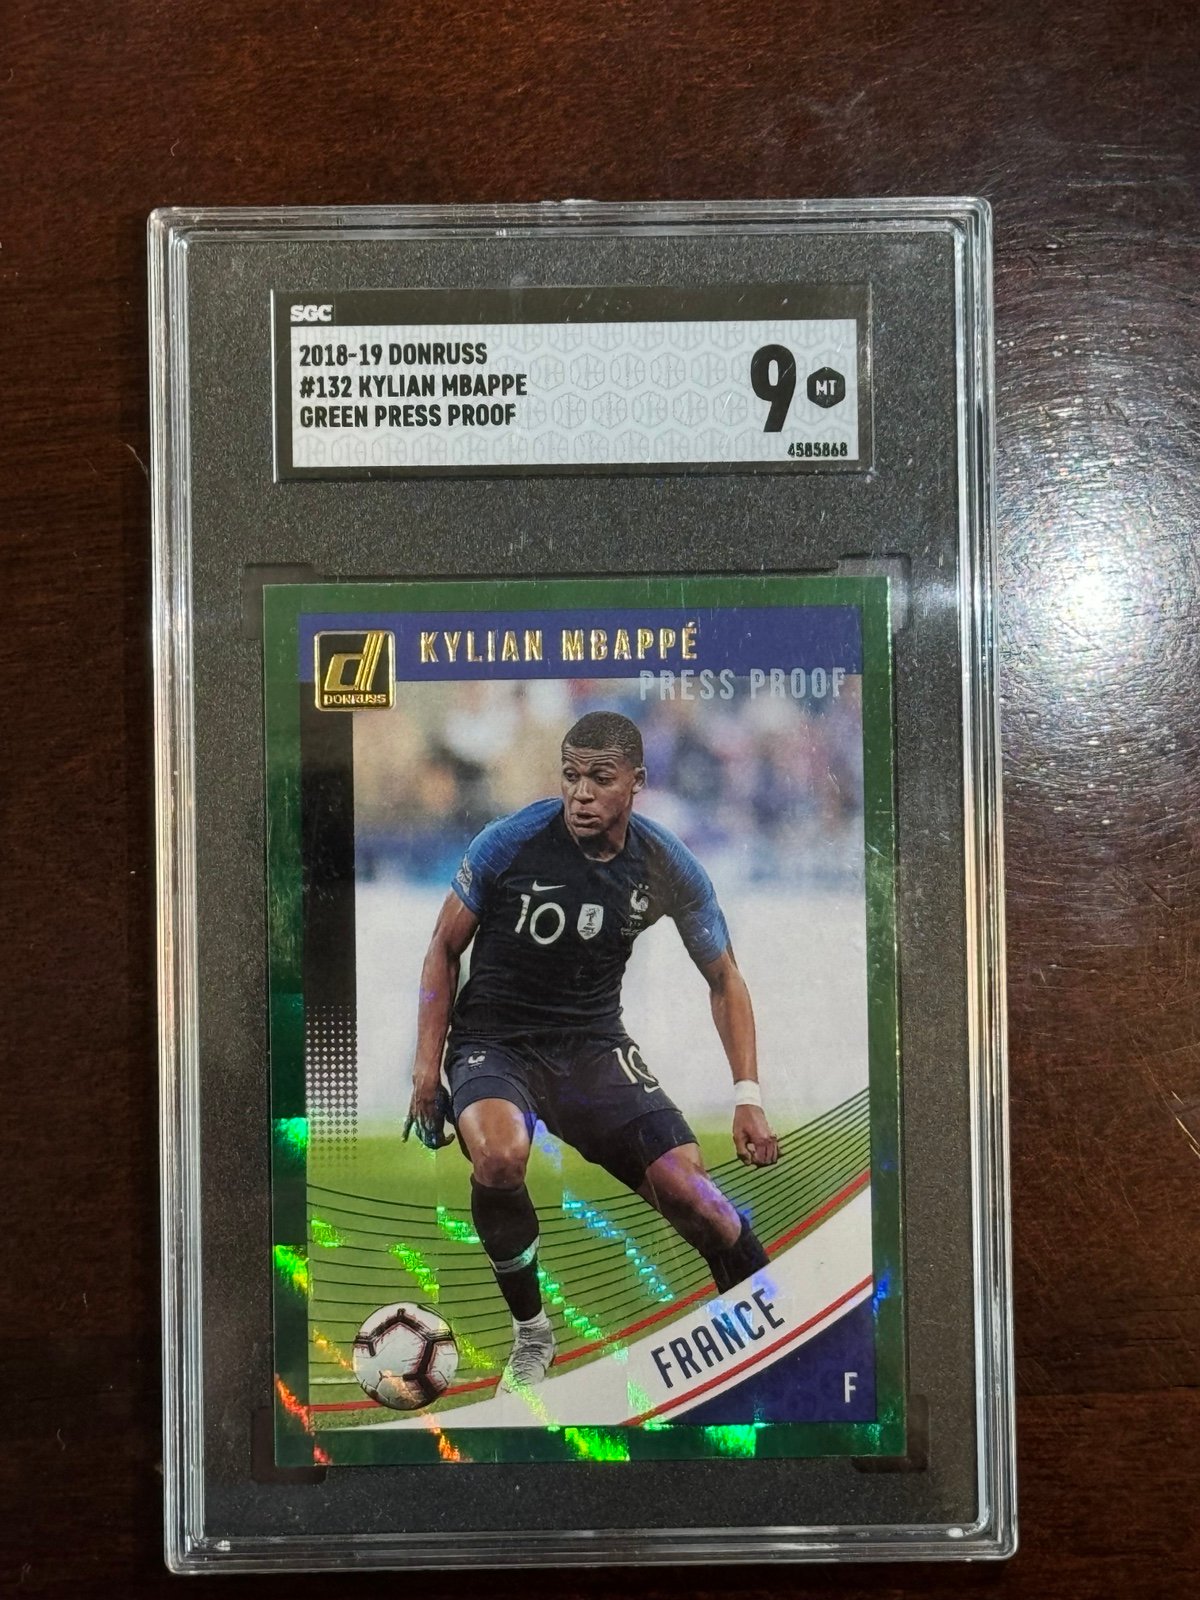 SGC
2018-19 DONRUSS
#132 KYLIAN MBAPPE
GREEN PRESS PROOF
9 MT
4585868
d
DONRUSS
KYLIAN MBAPPÉ
PRESS PROOF
10
10
FRANCE
F